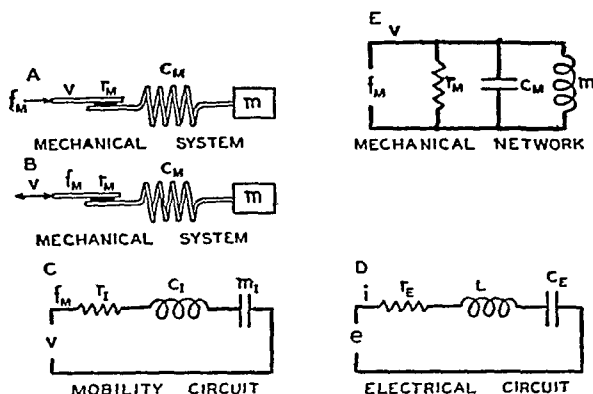 A
f_M v r_M C_M m
MECHANICAL SYSTEM
B
v f_M r_M C_M m
MECHANICAL SYSTEM
C
f_M r_I C_I m_I
v
MOBILITY CIRCUIT
E
v
f_M r_M C_M m
MECHANICAL NETWORK
D
i r_E L C_E
e
ELECTRICAL CIRCUIT